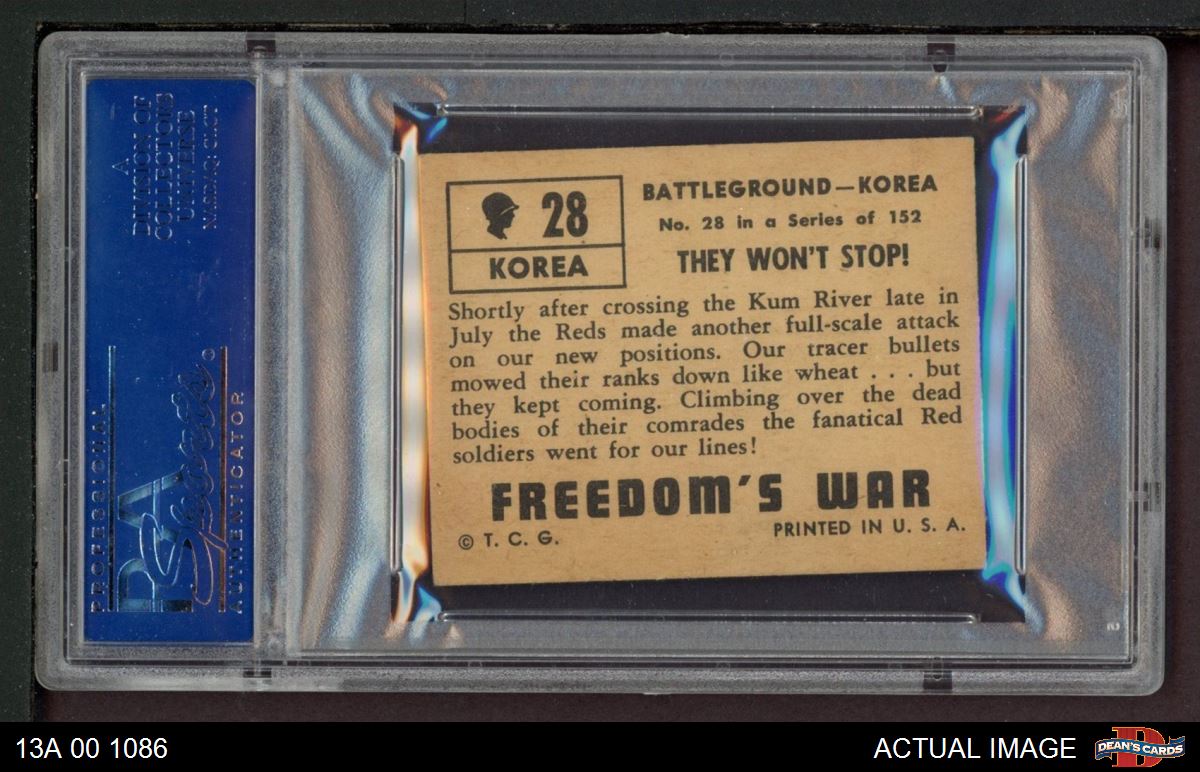 A
DIVISION OF
COLLECTORS
UNIVERSE
NASDAQ: CLCT
PROFESSIONAL
PSA
Sports
AUTHENTICATOR
28
KOREA
BATTLEGROUND—KOREA
No. 28 in a Series of 152
THEY WON'T STOP!
Shortly after crossing the Kum River late in
July the Reds made another full-scale attack
on our new positions. Our tracer bullets
mowed their ranks down like wheat . . . but
they kept coming. Climbing over the dead
bodies of their comrades the fanatical Red
soldiers went for our lines!
FREEDOM'S WAR
© T. C. G.
PRINTED IN U. S. A.
13A 00 1086
ACTUAL IMAGE
D
DEAN'S CARDS